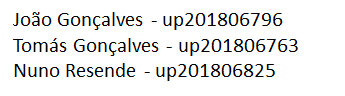 João Gonçalves - up201806796
Tomás Gonçalves - up201806763
Nuno Resende - up201806825